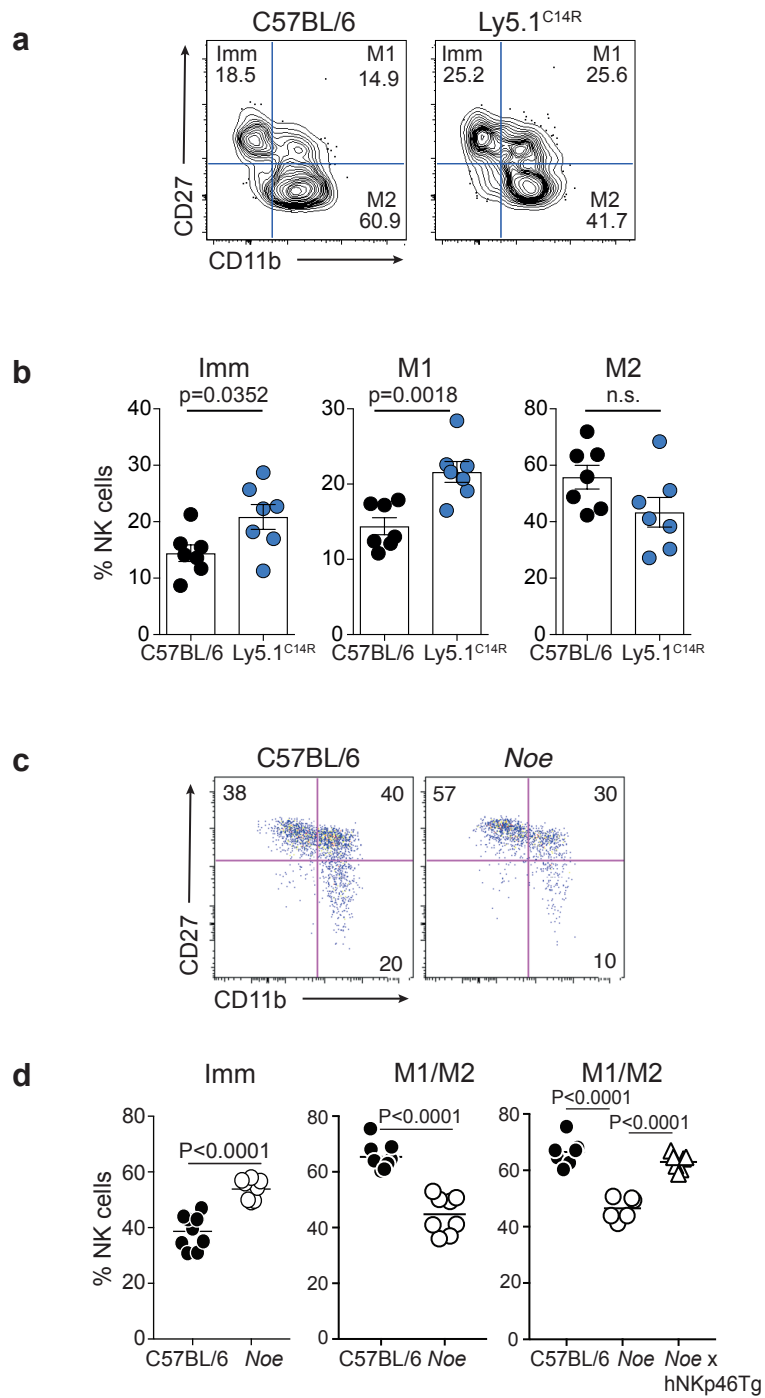 a
C57BL/6 Ly5.1C14R
Imm M1 Imm M1
18.5 14.9 25.2 25.6
M2 M2
60.9 41.7
CD27
CD11b
b
Imm M1 M2
p=0.0352 p=0.0018 n.s.
40 30 80
30 60
20
20 40
10
10 20
0 0 0
% NK cells
C57BL/6 Ly5.1C14R C57BL/6 Ly5.1C14R C57BL/6 Ly5.1C14R
c
C57BL/6 Noe
38 40 57 30
20 10
CD27
CD11b
d
Imm M1/M2 M1/M2
P<0.0001 P<0.0001 P<0.0001
P<0.0001
80 80 80
60 60 60
40 40 40
20 20 20
0 0 0
% NK cells
C57BL/6 Noe C57BL/6 Noe C57BL/6 Noe Noe x
hNKp46Tg